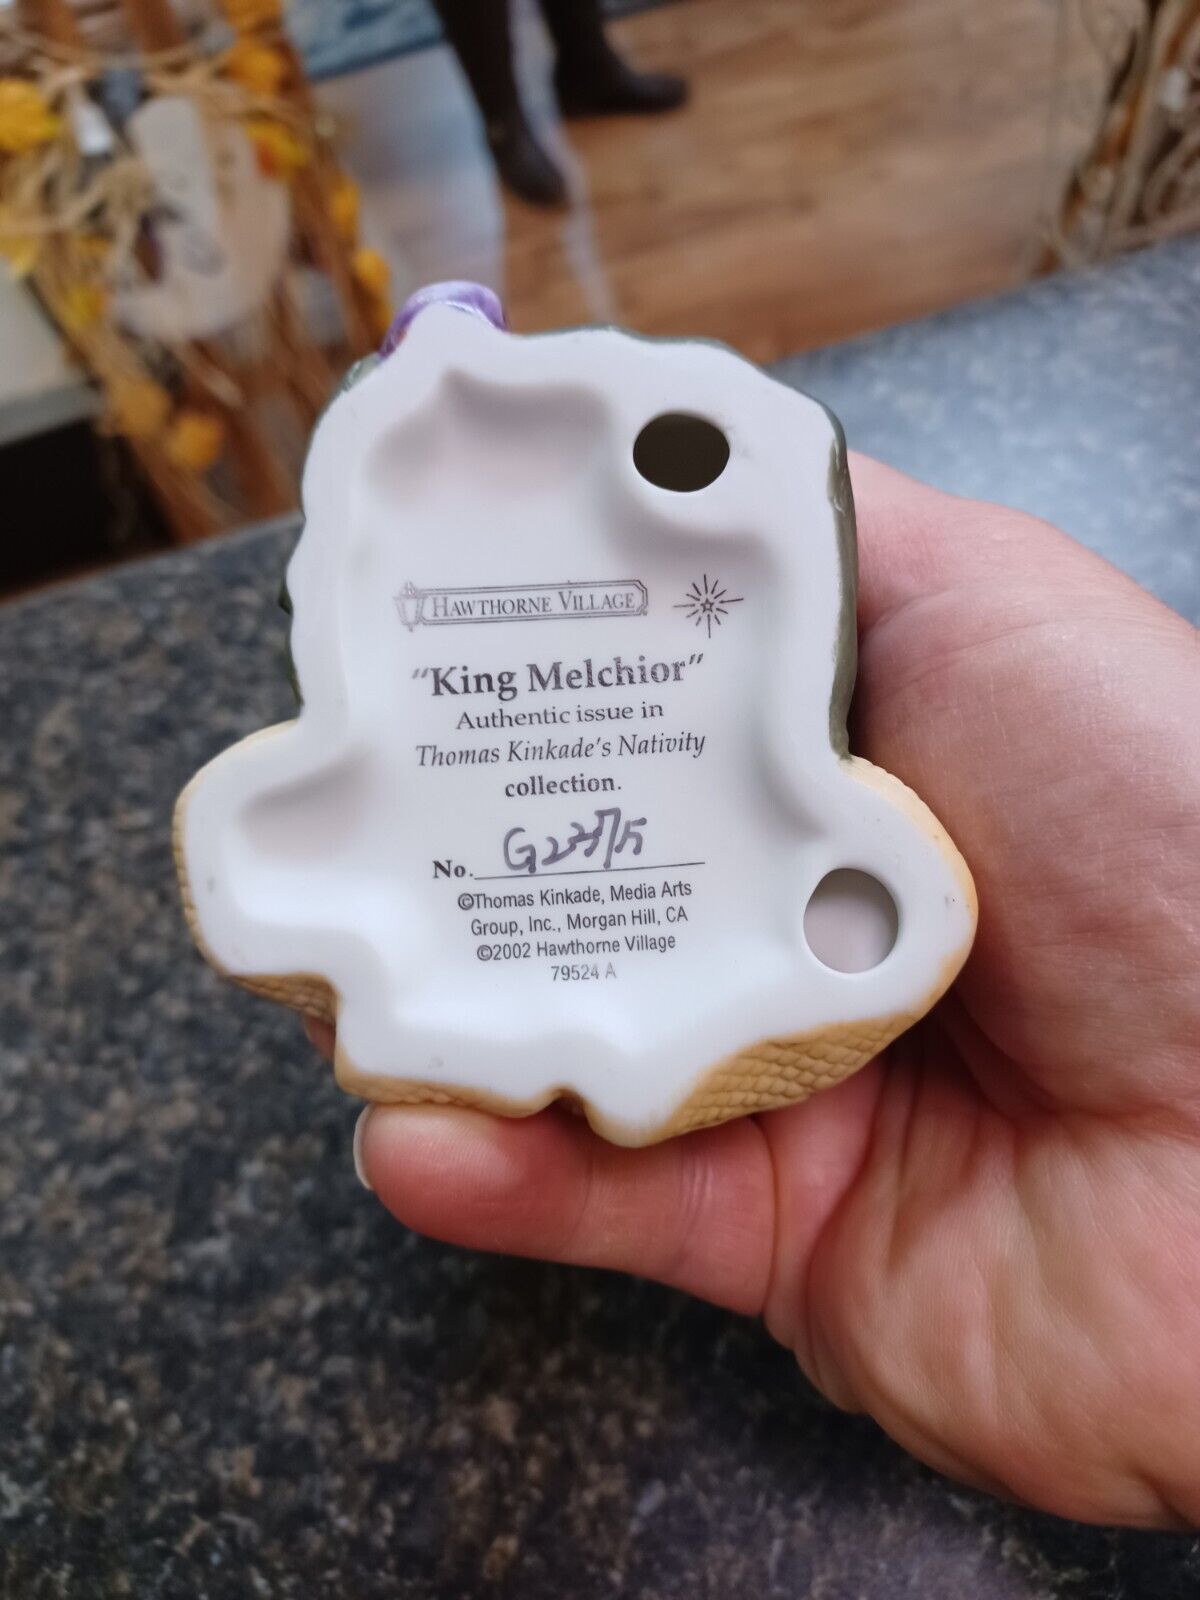 HAWTHORNE VILLAGE
"King Melchior"
Authentic issue in
Thomas Kinkade's Nativity
collection.
No.
©Thomas Kinkade, Media Arts
Group, Inc., Morgan Hill, CA
©2002 Hawthorne Village
79524 A